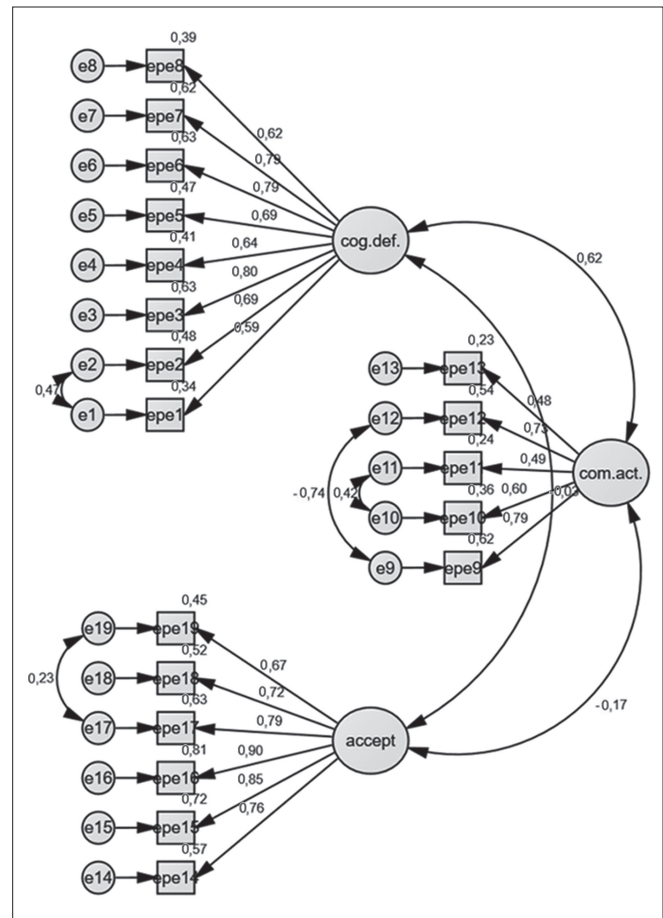 0,39
e8 epe8
0,62
e7 epe7
0,63
e6 epe6
0,47
e5 epe5
0,41
e4 epe4
0,63
e3 epe3
0,48
e2 epe2
0,34
e1 epe1
0,47
0,62
0,79
0,79
0,69
0,64
0,80
0,69
0,59
cog.def.
0,62
0,23
e13 epe13
0,54
e12 epe12
0,24
e11 epe11
0,36
e10 epe10
0,62
e9 epe9
-0,74
0,42
0,48
0,73
0,49
0,60
0,79
0,03
com.act.
0,45
e19 epe19
0,52
e18 epe18
0,63
e17 epe17
0,81
e16 epe16
0,72
e15 epe15
0,57
e14 epe14
0,23
0,67
0,72
0,79
0,90
0,85
0,76
accept
-0,17